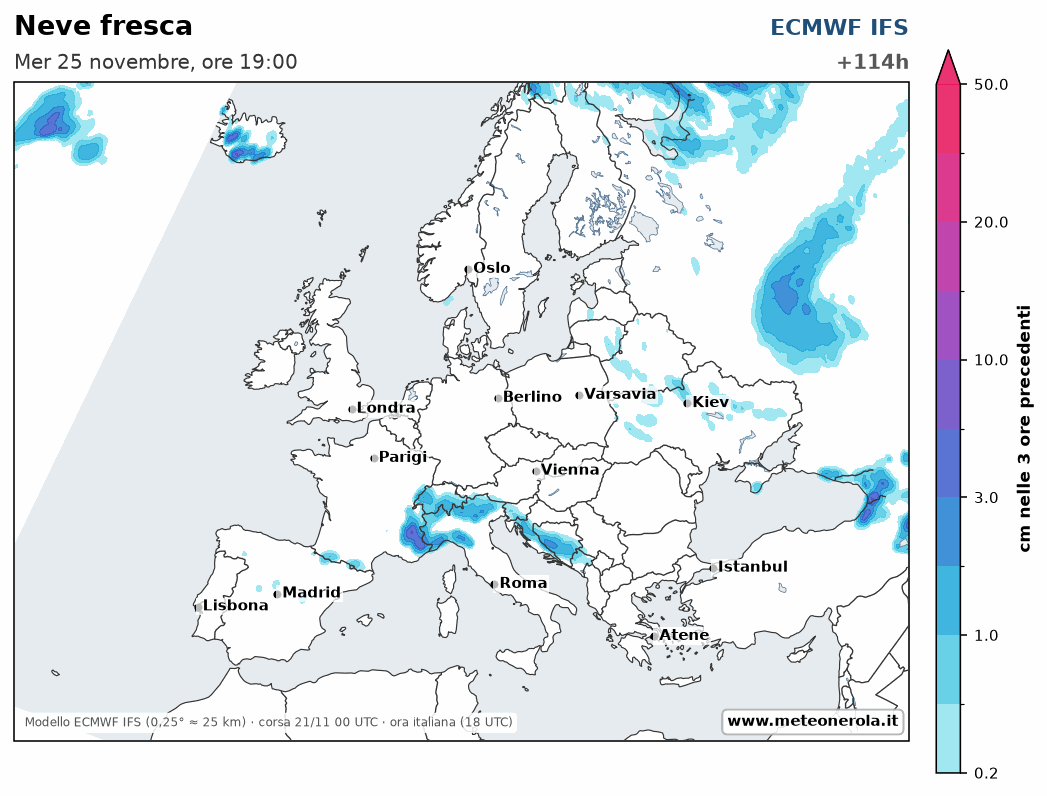 Neve fresca
ECMWF IFS
Mer 25 novembre, ore 19:00
+114h
50.0
20.0
10.0
3.0
1.0
0.2
cm nelle 3 ore precedenti
Oslo
Londra
Berlino
Varsavia
Kiev
Parigi
Vienna
Istanbul
Roma
Madrid
Lisbona
Atene
Modello ECMWF IFS (0,25° ≈ 25 km) · corsa 21/11 00 UTC · ora italiana (18 UTC)
www.meteonerola.it